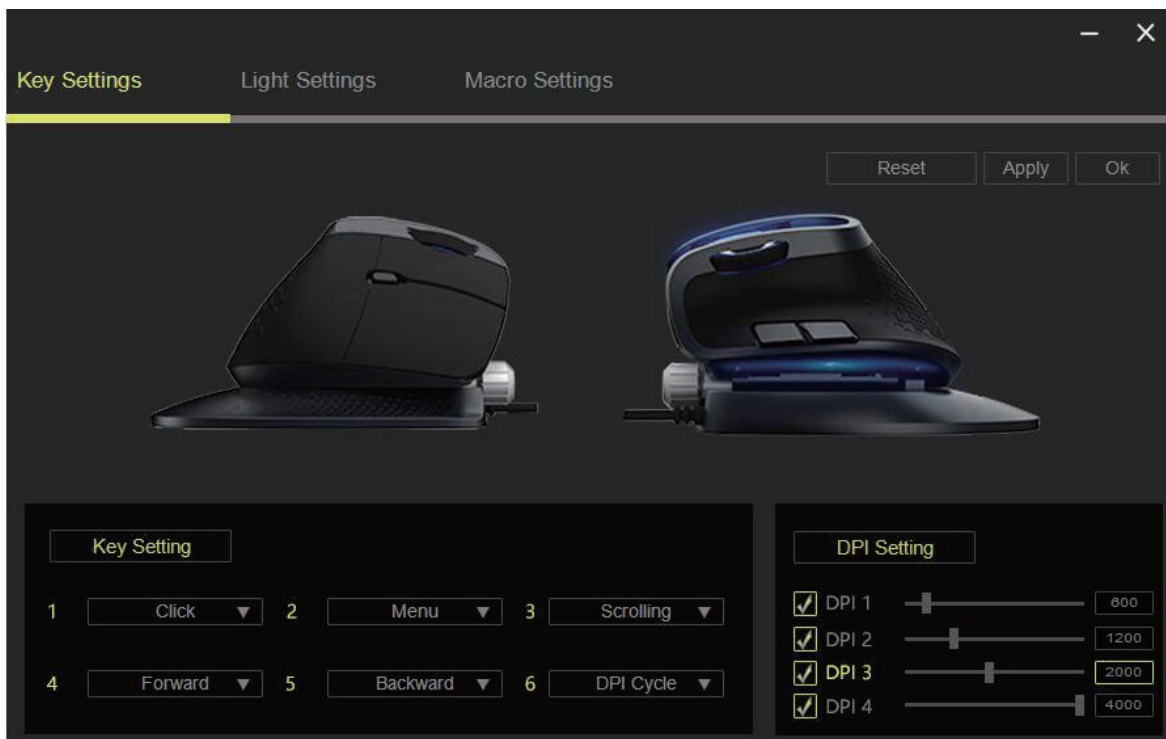 Key Settings Light Settings Macro Settings
Reset Apply Ok
Key Setting
1 Click 2 Menu 3 Scrolling
4 Forward 5 Backward 6 DPI Cycle
DPI Setting
DPI 1 600
DPI 2 1200
DPI 3 2000
DPI 4 4000